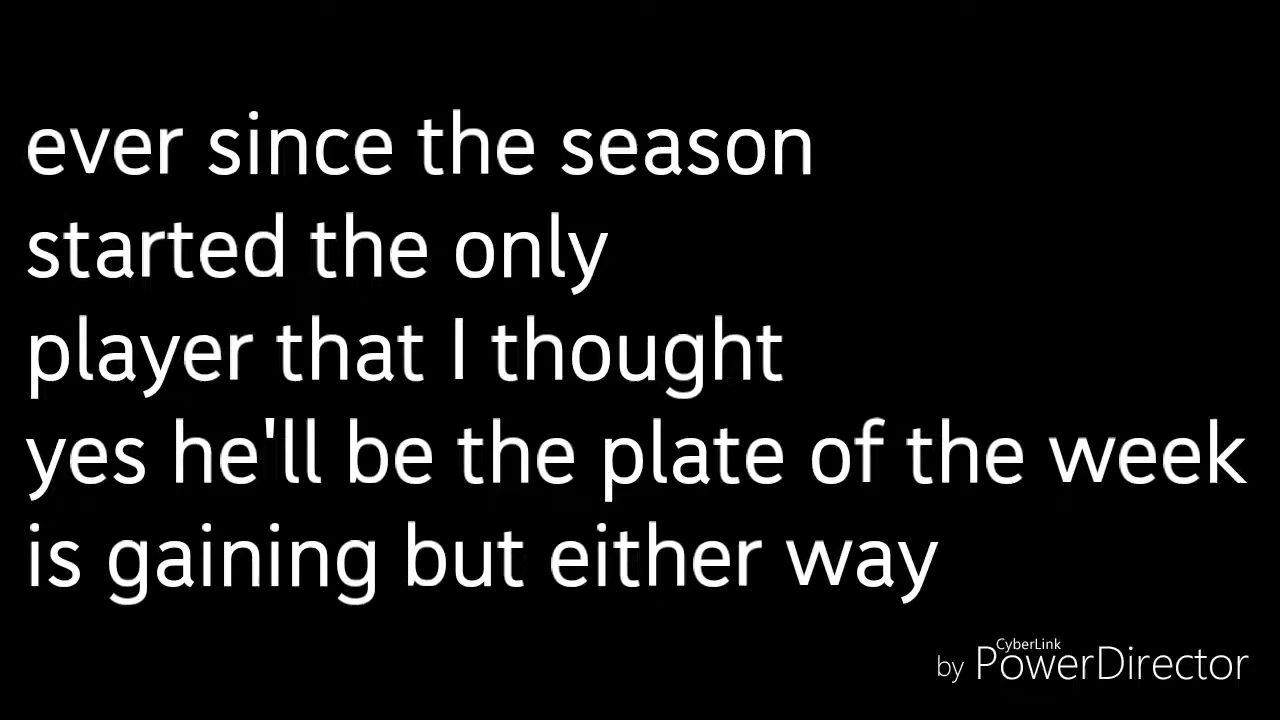 ever since the season
started the only
player that I thought
yes he'll be the plate of the week
is gaining but either way
CyberLink
by PowerDirector